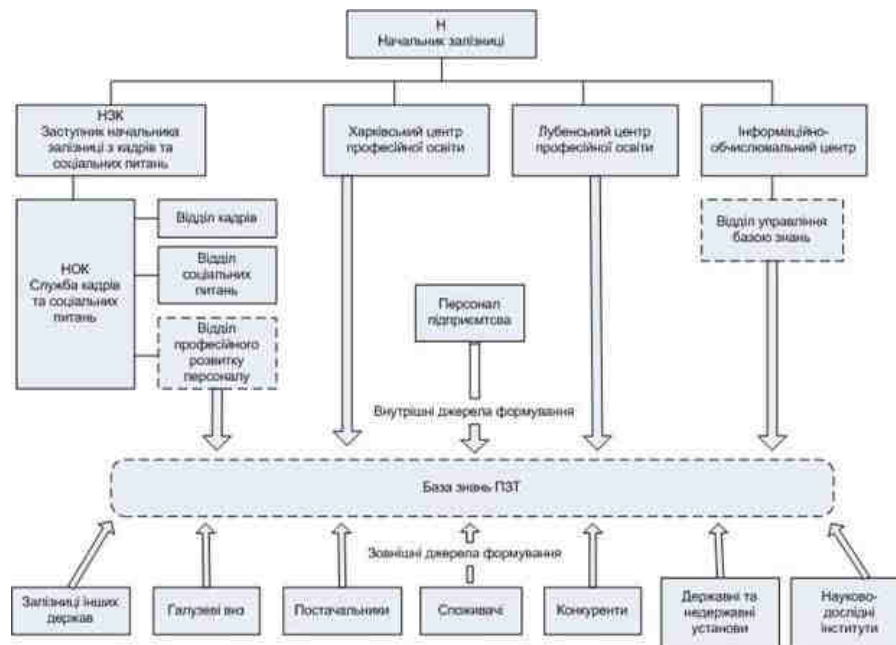 Н
Начальник залізниці
НЗК
Заступник начальника
залізниці з кадрів та
соціальних питань
Харківський центр
професійної освіти
Лубенський центр
професійної освіти
Інформаційно-
обчислювальний центр
НОК
Служба кадрів
та соціальних
питань
Відділ кадрів
Відділ
соціальних
питань
Відділ
професійного
розвитку
персоналу
Відділ управління
базою знань
Персонал
підприємтсва
Внутрішні джерела формування
База знань ПЗТ
Зовнішні джерела формування
Залізниці інших
держав
Галузеві внз
Постачальники
Споживачі
Конкуренти
Державні та
недержавні
установи
Науково-
дослідні
інститути